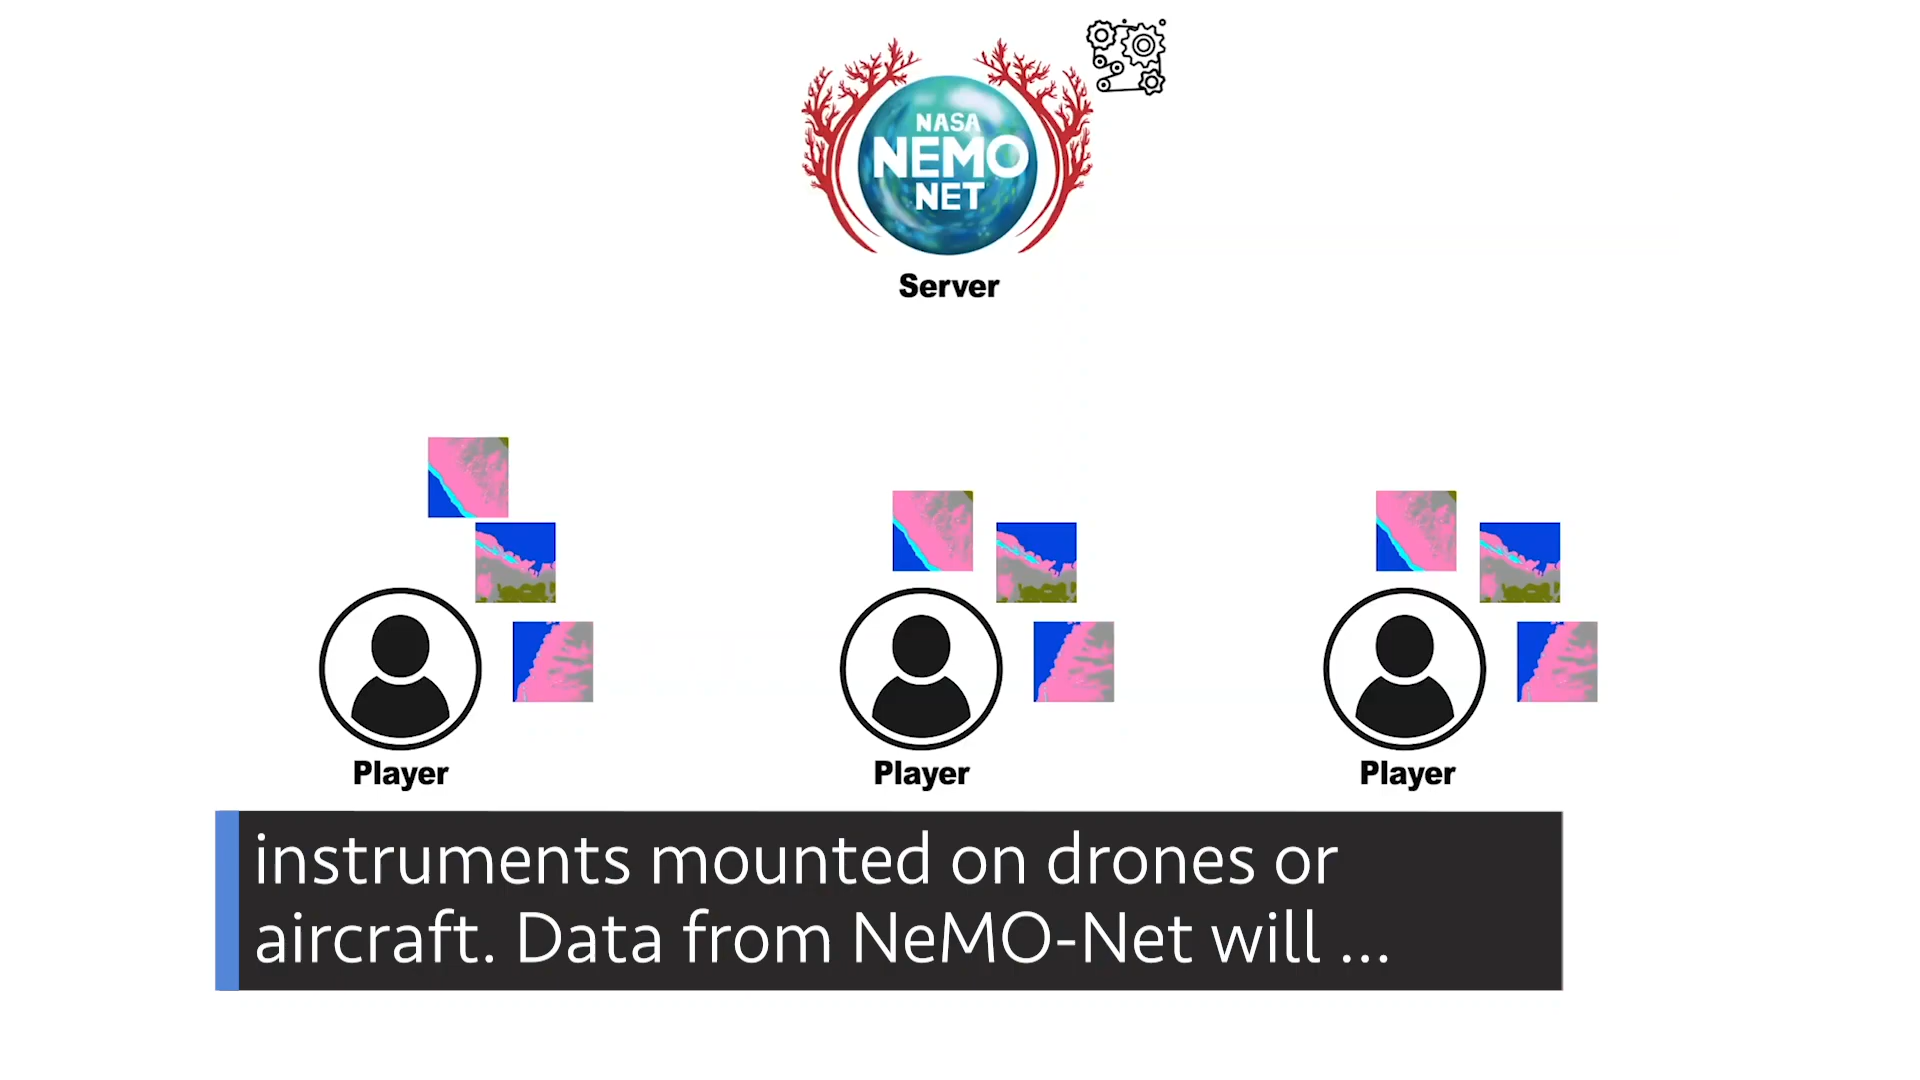 NASA
NEMO
NET
Server
Player
Player
Player
instruments mounted on drones or
aircraft. Data from NeMO-Net will ...